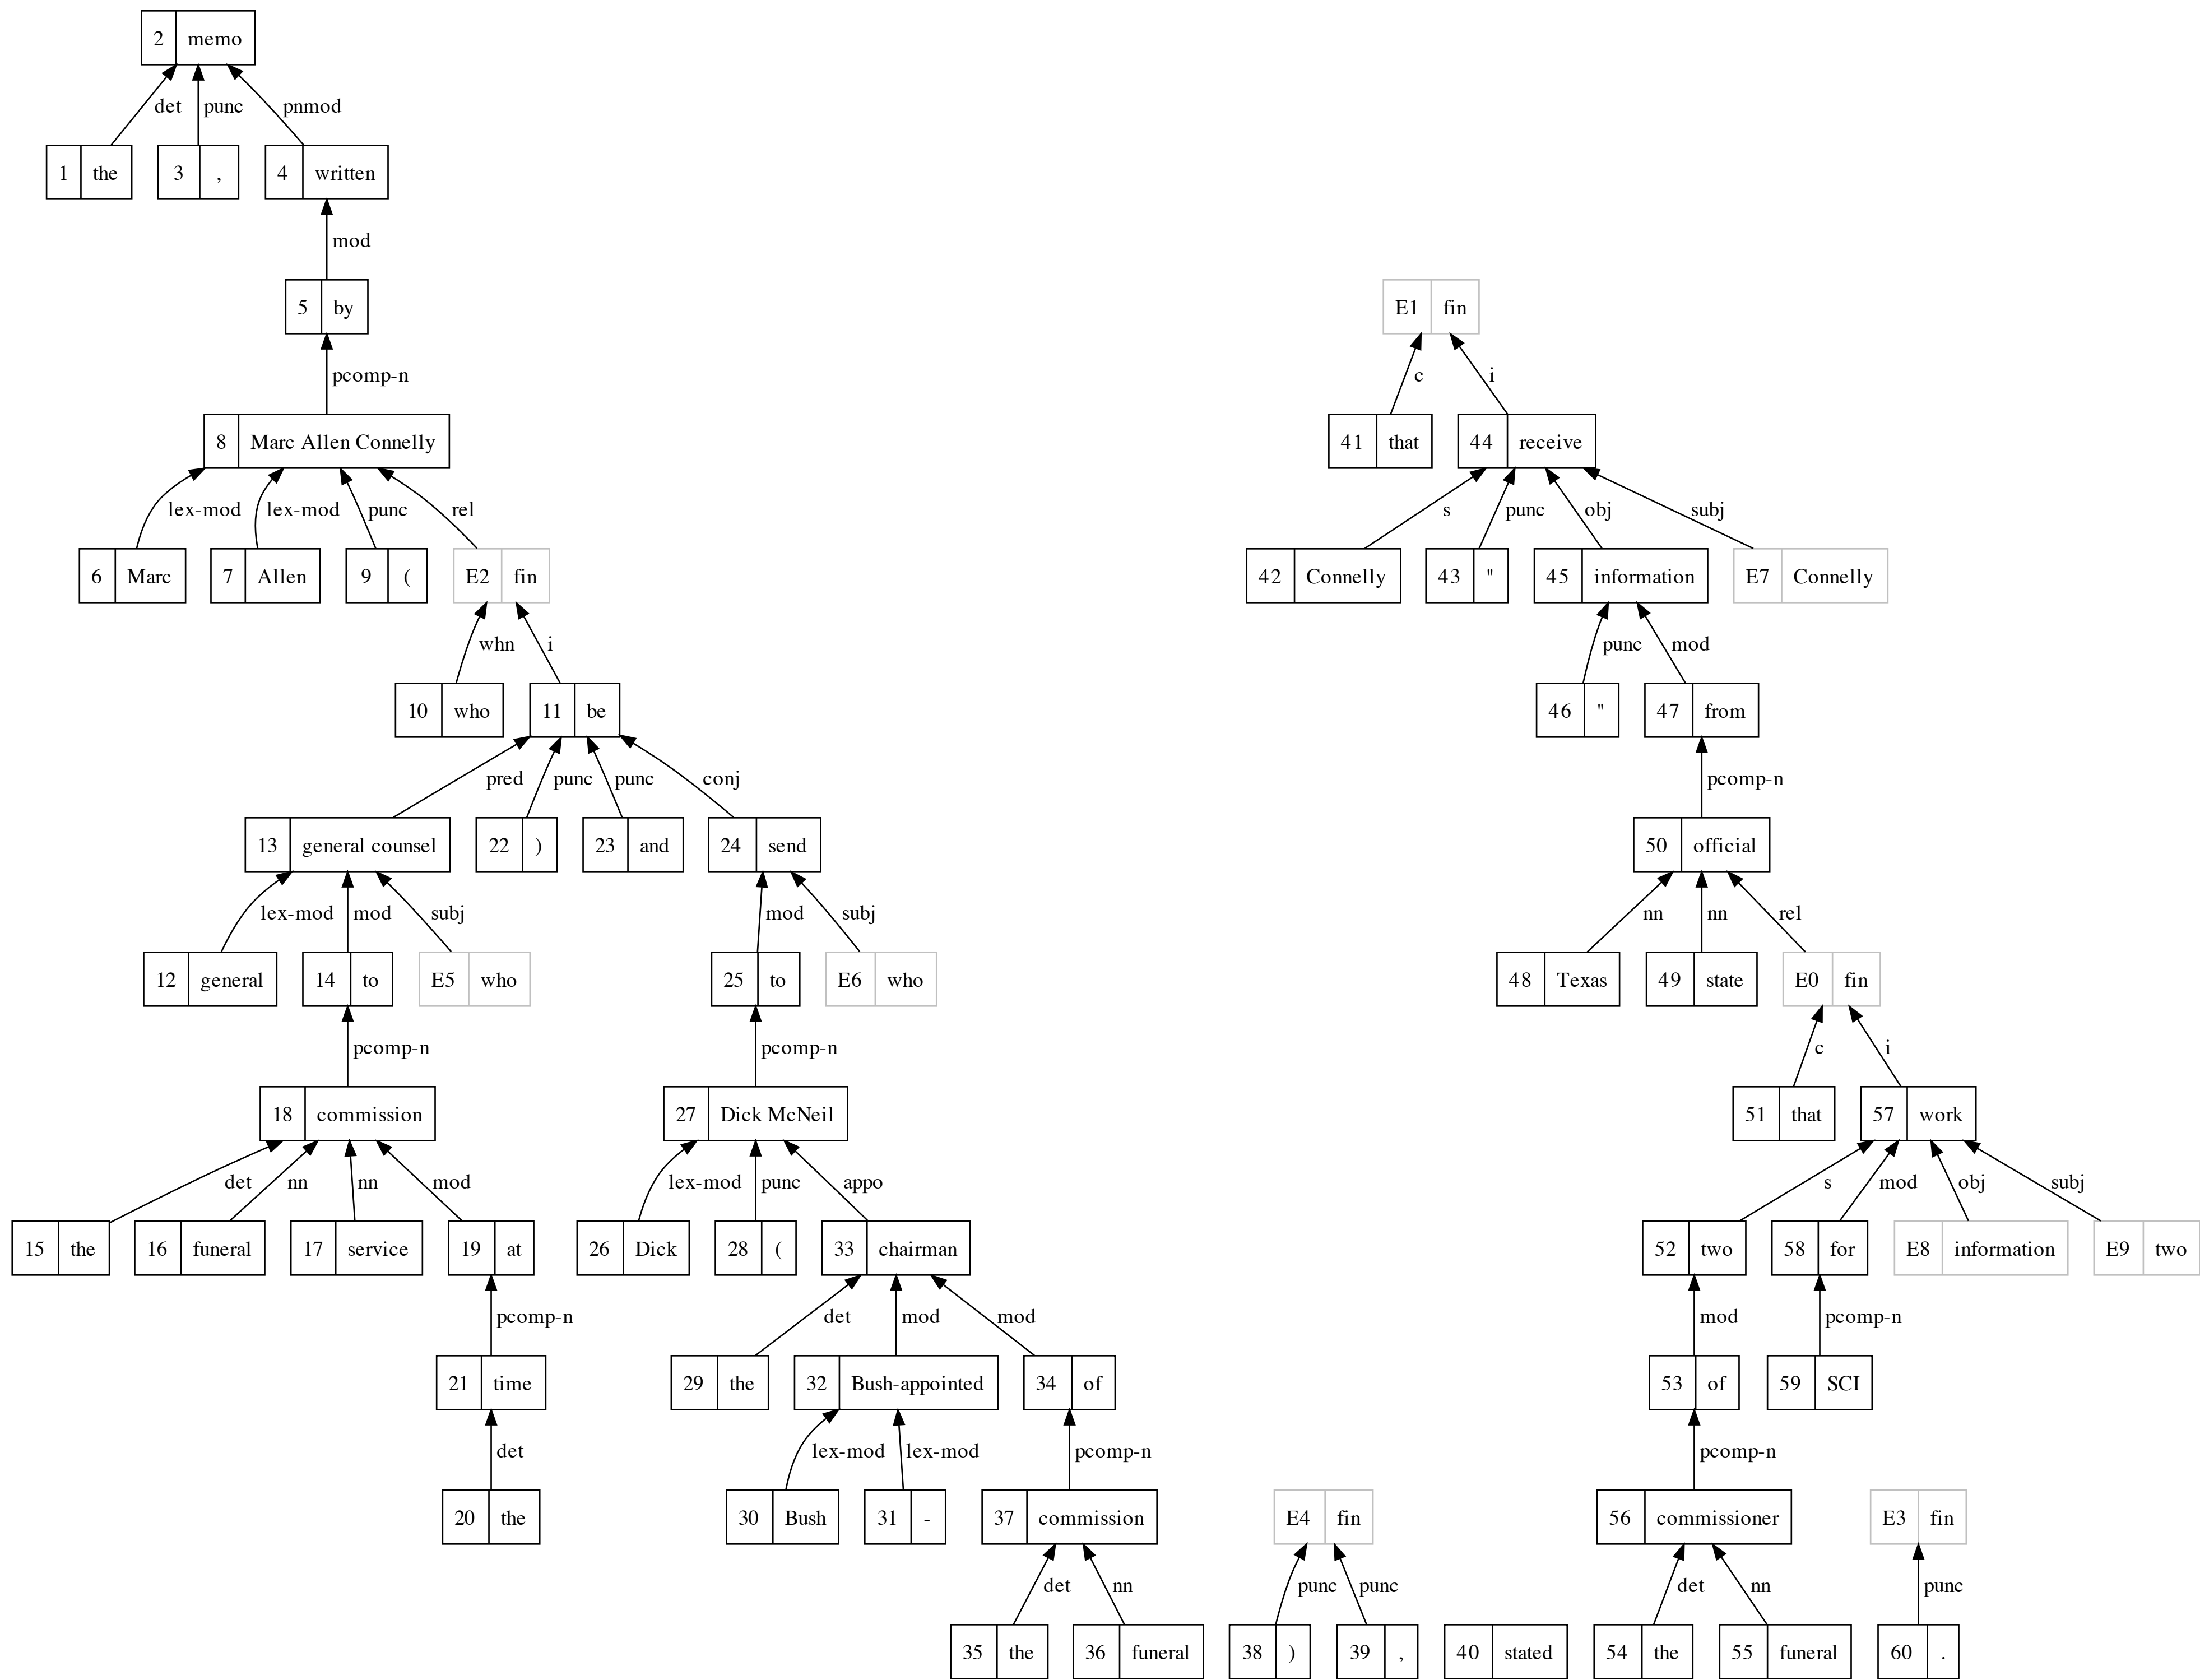 2 memo
det punc pnmod
1 the 3 , 4 written
mod
5 by E1 fin
pcomp-n c i
8 Marc Allen Connelly 41 that 44 receive
lex-mod lex-mod punc rel s punc obj subj
6 Marc 7 Allen 9 ( E2 fin 42 Connelly 43 " 45 information E7 Connelly
whn i punc mod
10 who 11 be 46 " 47 from
pred punc punc conj pcomp-n
13 general counsel 22 ) 23 and 24 send 50 official
lex-mod mod subj mod subj nn nn rel
12 general 14 to E5 who 25 to E6 who 48 Texas 49 state E0 fin
pcomp-n pcomp-n c i
18 commission 27 Dick McNeil 51 that 57 work
det nn nn mod lex-mod punc appo s mod obj subj
15 the 16 funeral 17 service 19 at 26 Dick 28 ( 33 chairman 52 two 58 for E8 information E9 two
pcomp-n det mod mod mod pcomp-n
21 time 29 the 32 Bush-appointed 34 of 53 of 59 SCI
det lex-mod lex-mod pcomp-n pcomp-n
20 the 30 Bush 31 - 37 commission E4 fin 56 commissioner E3 fin
det nn punc punc det nn punc
35 the 36 funeral 38 ) 39 , 40 stated 54 the 55 funeral 60 .